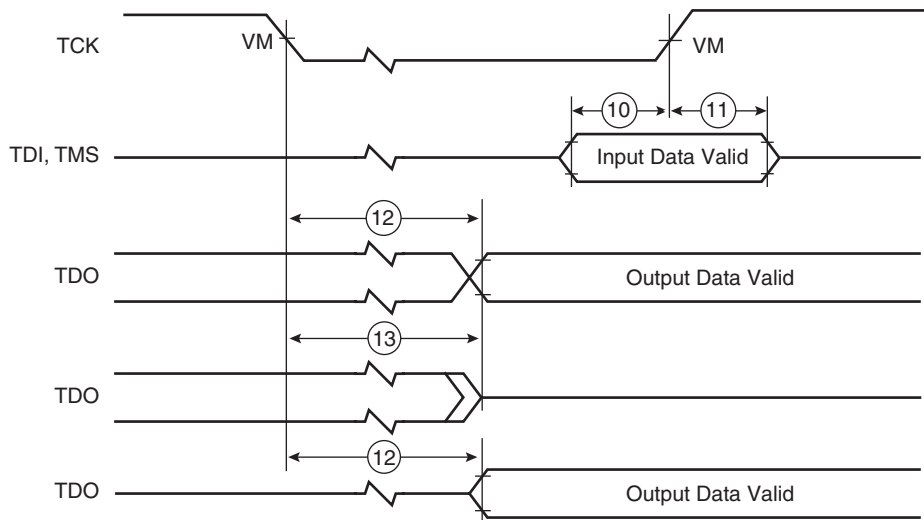 TCK
VM
VM
10
11
TDI, TMS
Input Data Valid
12
TDO
Output Data Valid
13
TDO
12
TDO
Output Data Valid